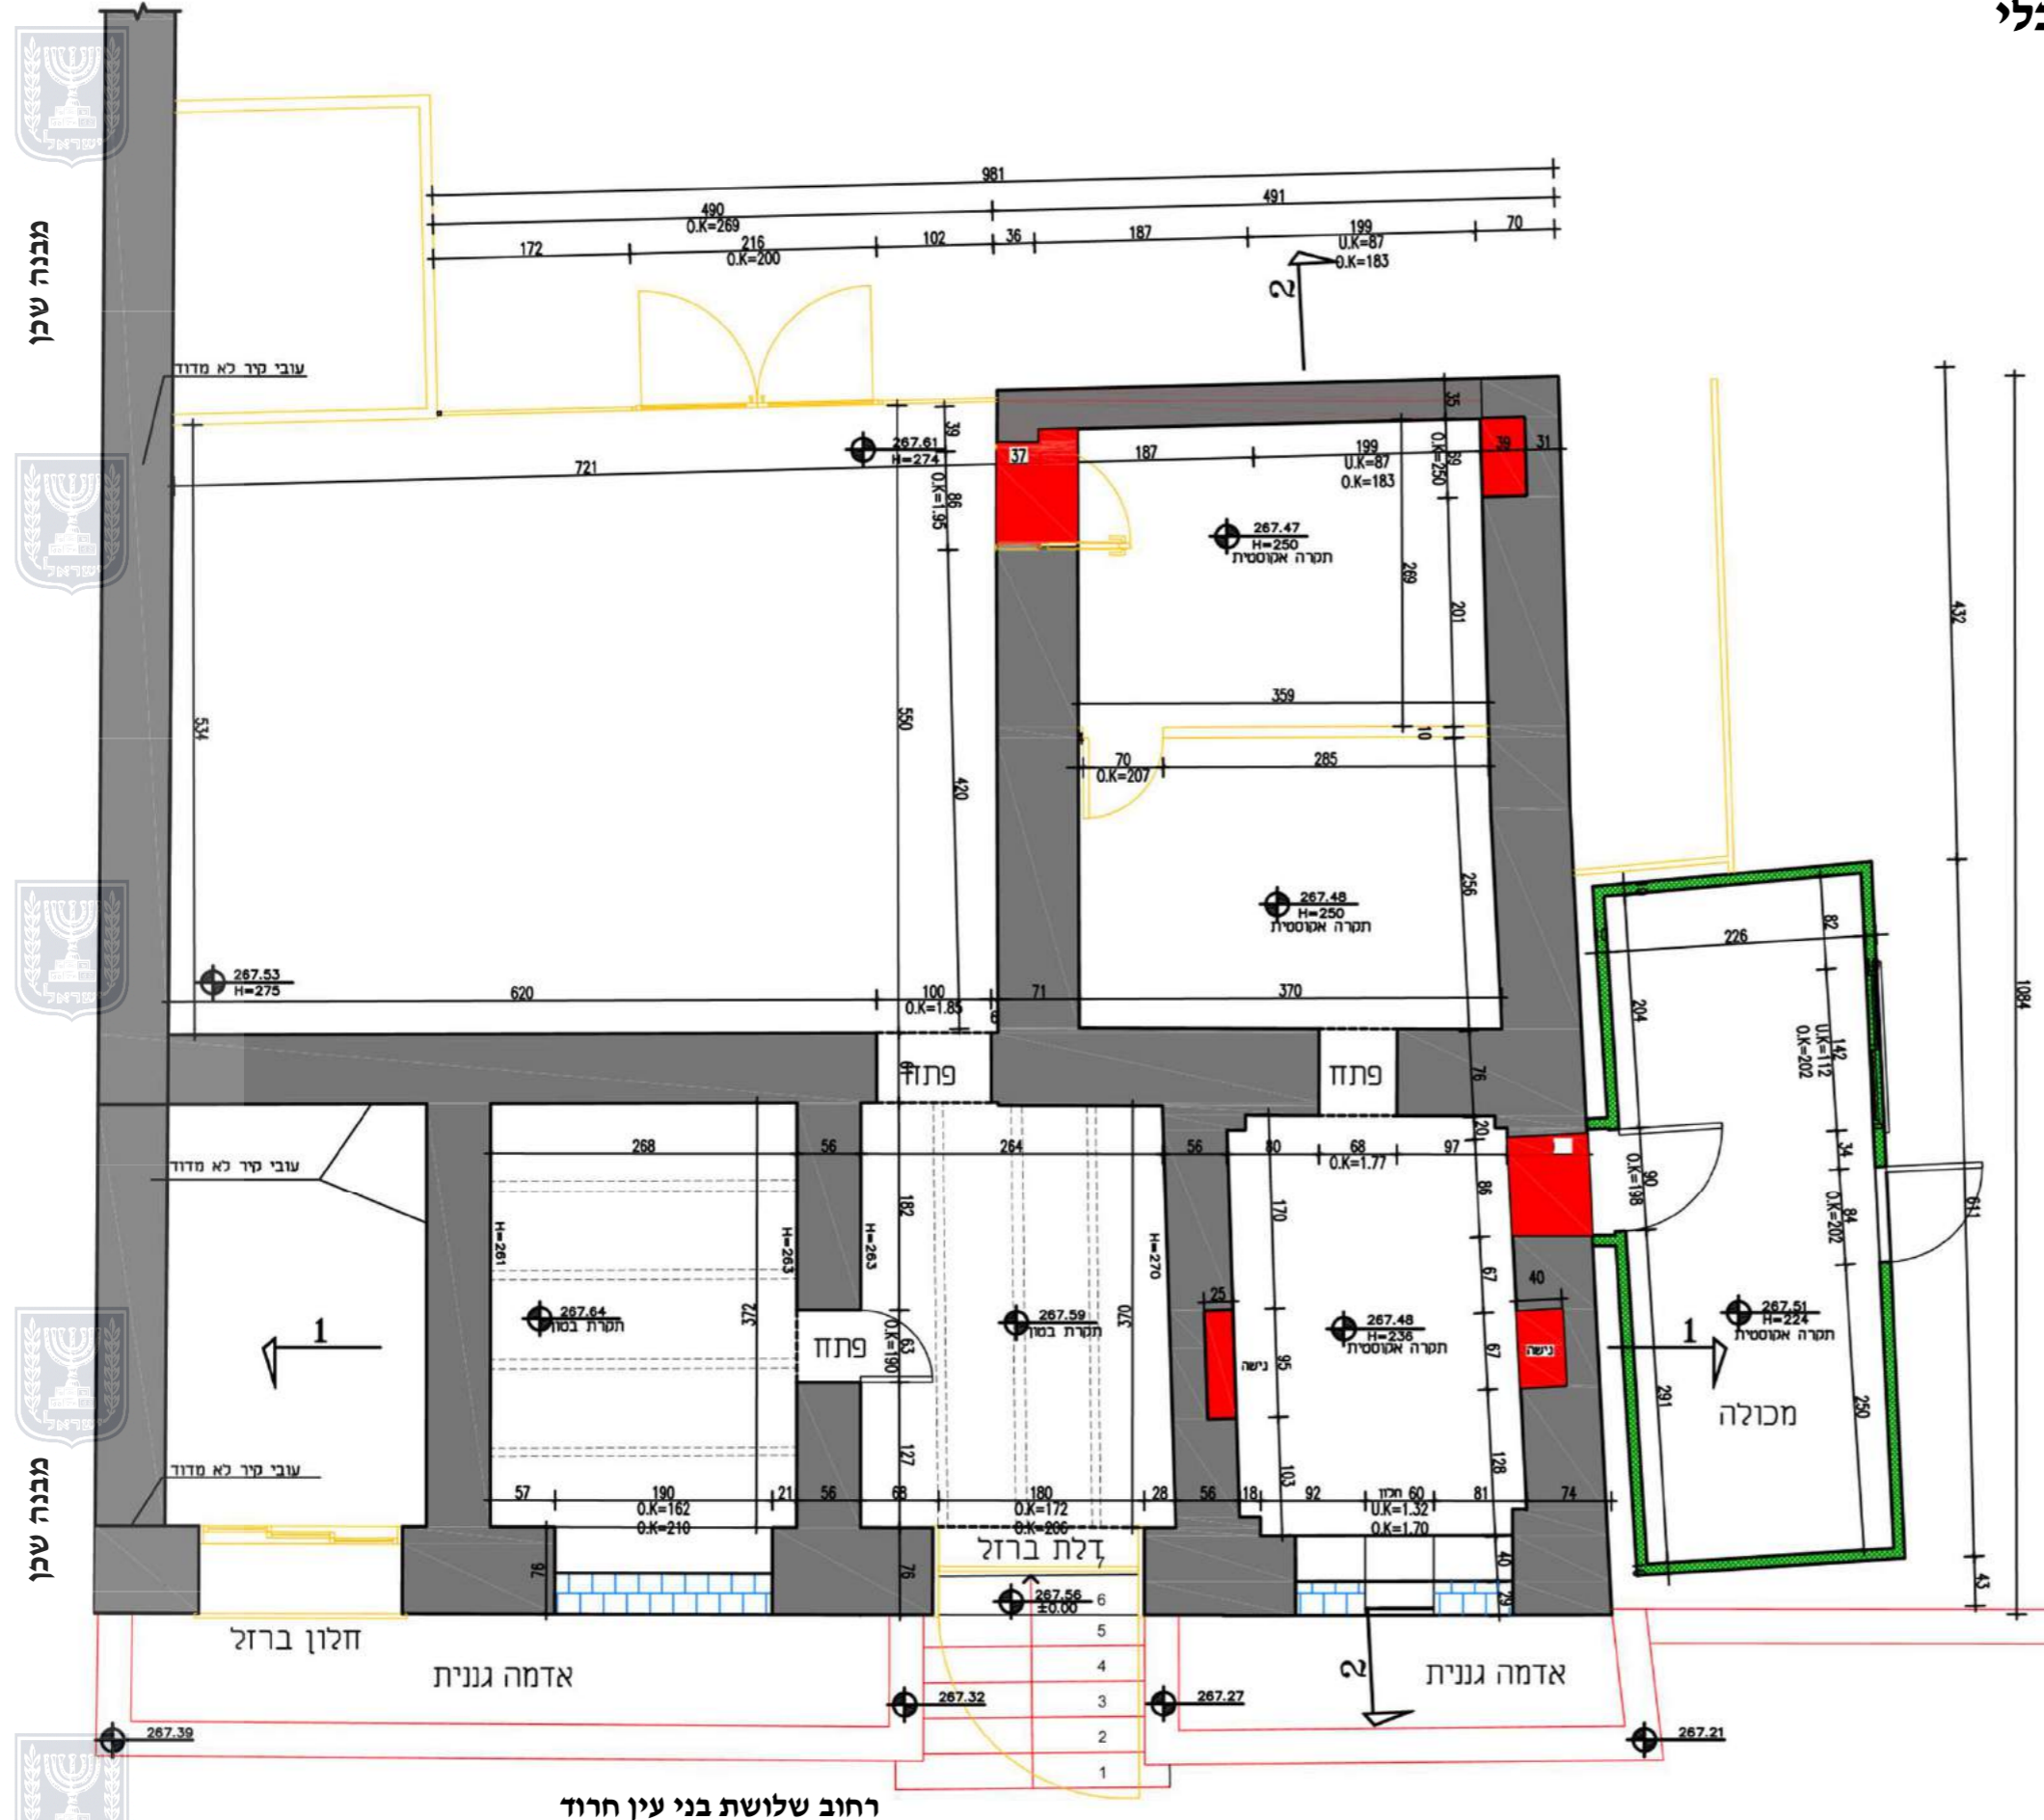 בלי
981
490
O.K=269
491
172
216
O.K=200
102
36
187
199
U.K=87
O.K=183
70
2
מבנה שכן
עובי קיר לא מדוד
721
267.61
H=274
39
86
O.K=1.95
37
187
199
U.K=87
O.K=183
35
O.K=250
69
39
31
267.47
H=250
תקרה אקוסטית
269
201
432
1084
534
550
420
359
10
70
O.K=207
285
256
267.48
H=250
תקרה אקוסטית
82
226
204
142
U.K=112
O.K=202
267.53
H=275
620
100
O.K=1.85
6
71
370
61
פתח
פתח
76
268
56
264
56
80
68
O.K=1.77
97
20
עובי קיר לא מדוד
90
O.K=198
34
84
O.K=202
611
182
170
86
H=261
H=263
H=263
H=270
67
40
25
1
267.64
תקרת בטון
372
פתח
63
O.K=190
267.59
תקרת בטון
370
267.48
H=236
תקרה אקוסטית
נישה
95
67
נישה
1
267.51
H=224
תקרה אקוסטית
מכולה
291
250
127
103
128
עובי קיר לא מדוד
מבנה שכן
57
190
O.K=162
O.K=210
21
56
68
180
O.K=172
O.K=206
28
56
18
92
חלון 60
U.K=1.32
O.K=1.70
81
74
76
76
דלת ברזל
40
29
43
267.56
±0.00
7
6
5
4
3
2
1
חלון ברזל
אדמה גננית
2
אדמה גננית
267.39
267.32
267.27
267.21
רחוב שלושת בני עין חרוד
ישראל
ישראל
ישראל
ישראל